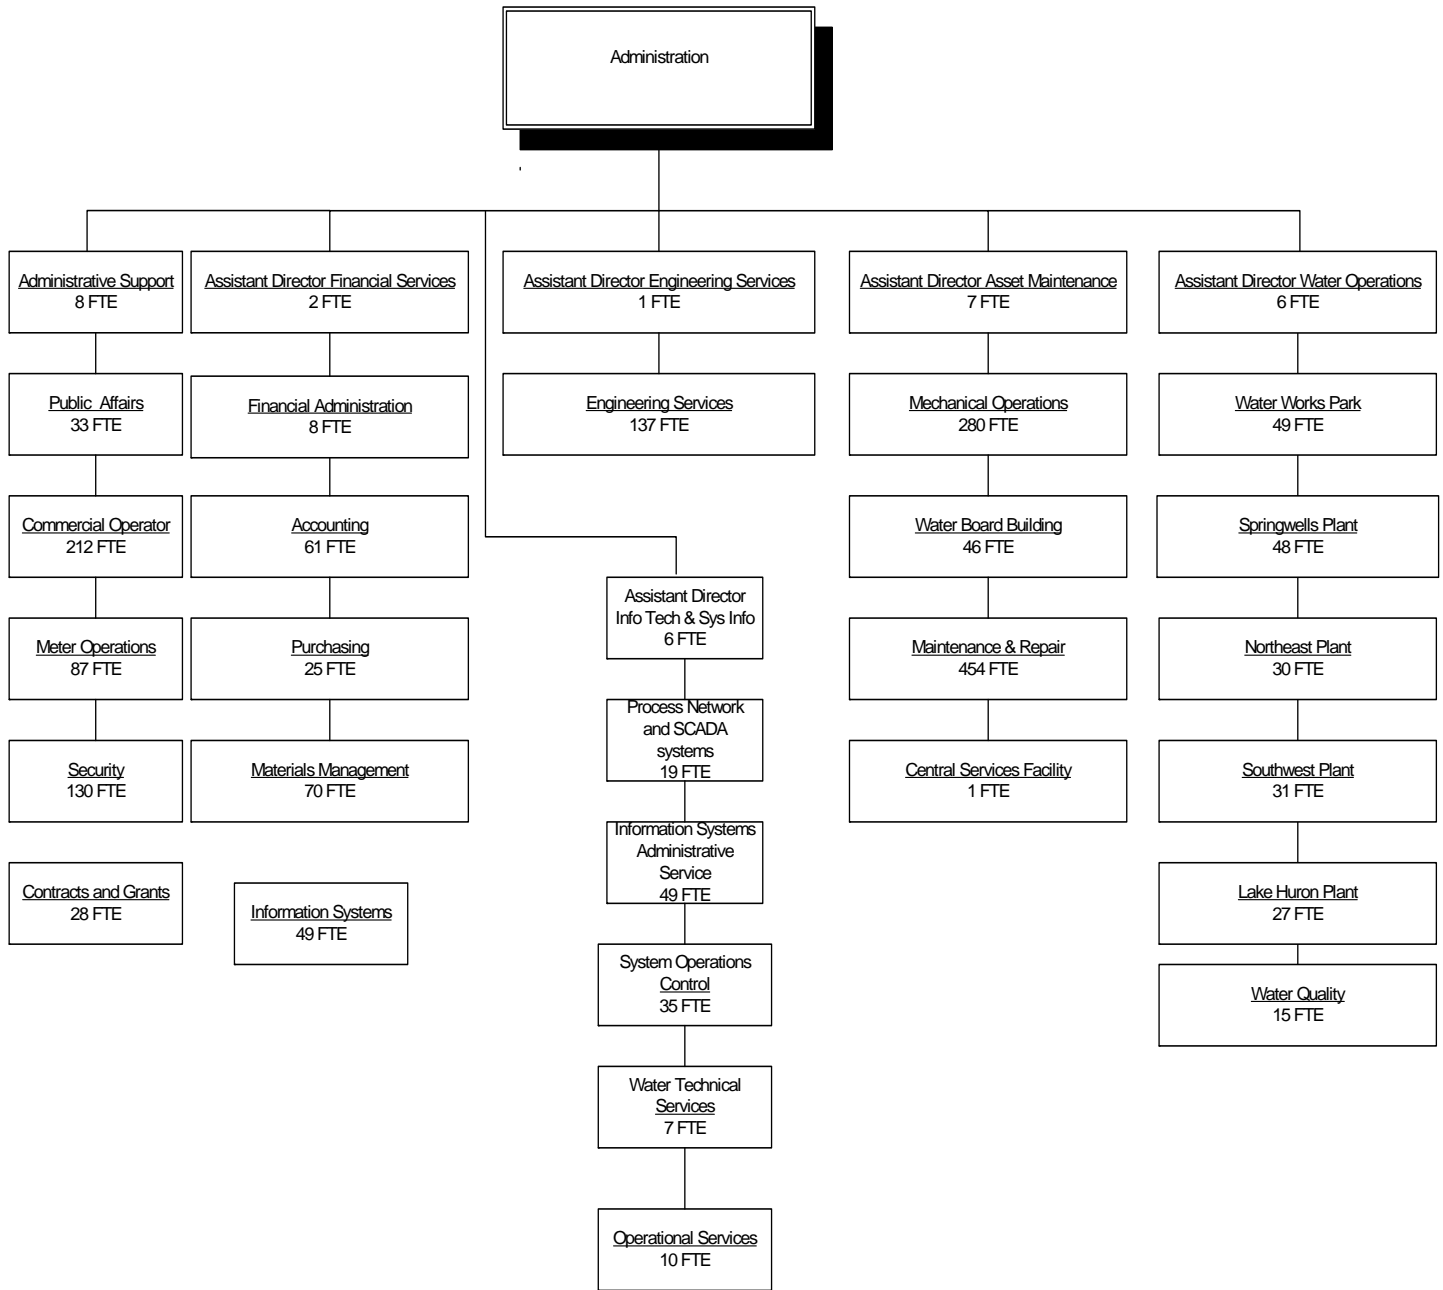 Administration
Administrative Support
8 FTE
Public Affairs
33 FTE
Commercial Operator
212 FTE
Meter Operations
87 FTE
Security
130 FTE
Contracts and Grants
28 FTE
Assistant Director Financial Services
2 FTE
Financial Administration
8 FTE
Accounting
61 FTE
Purchasing
25 FTE
Materials Management
70 FTE
Information Systems
49 FTE
Assistant Director Engineering Services
1 FTE
Engineering Services
137 FTE
Assistant Director
Info Tech & Sys Info
6 FTE
Process Network
and SCADA
systems
19 FTE
Information Systems
Administrative
Service
49 FTE
System Operations
Control
35 FTE
Water Technical
Services
7 FTE
Operational Services
10 FTE
Assistant Director Asset Maintenance
7 FTE
Mechanical Operations
280 FTE
Water Board Building
46 FTE
Maintenance & Repair
454 FTE
Central Services Facility
1 FTE
Assistant Director Water Operations
6 FTE
Water Works Park
49 FTE
Springwells Plant
48 FTE
Northeast Plant
30 FTE
Southwest Plant
31 FTE
Lake Huron Plant
27 FTE
Water Quality
15 FTE